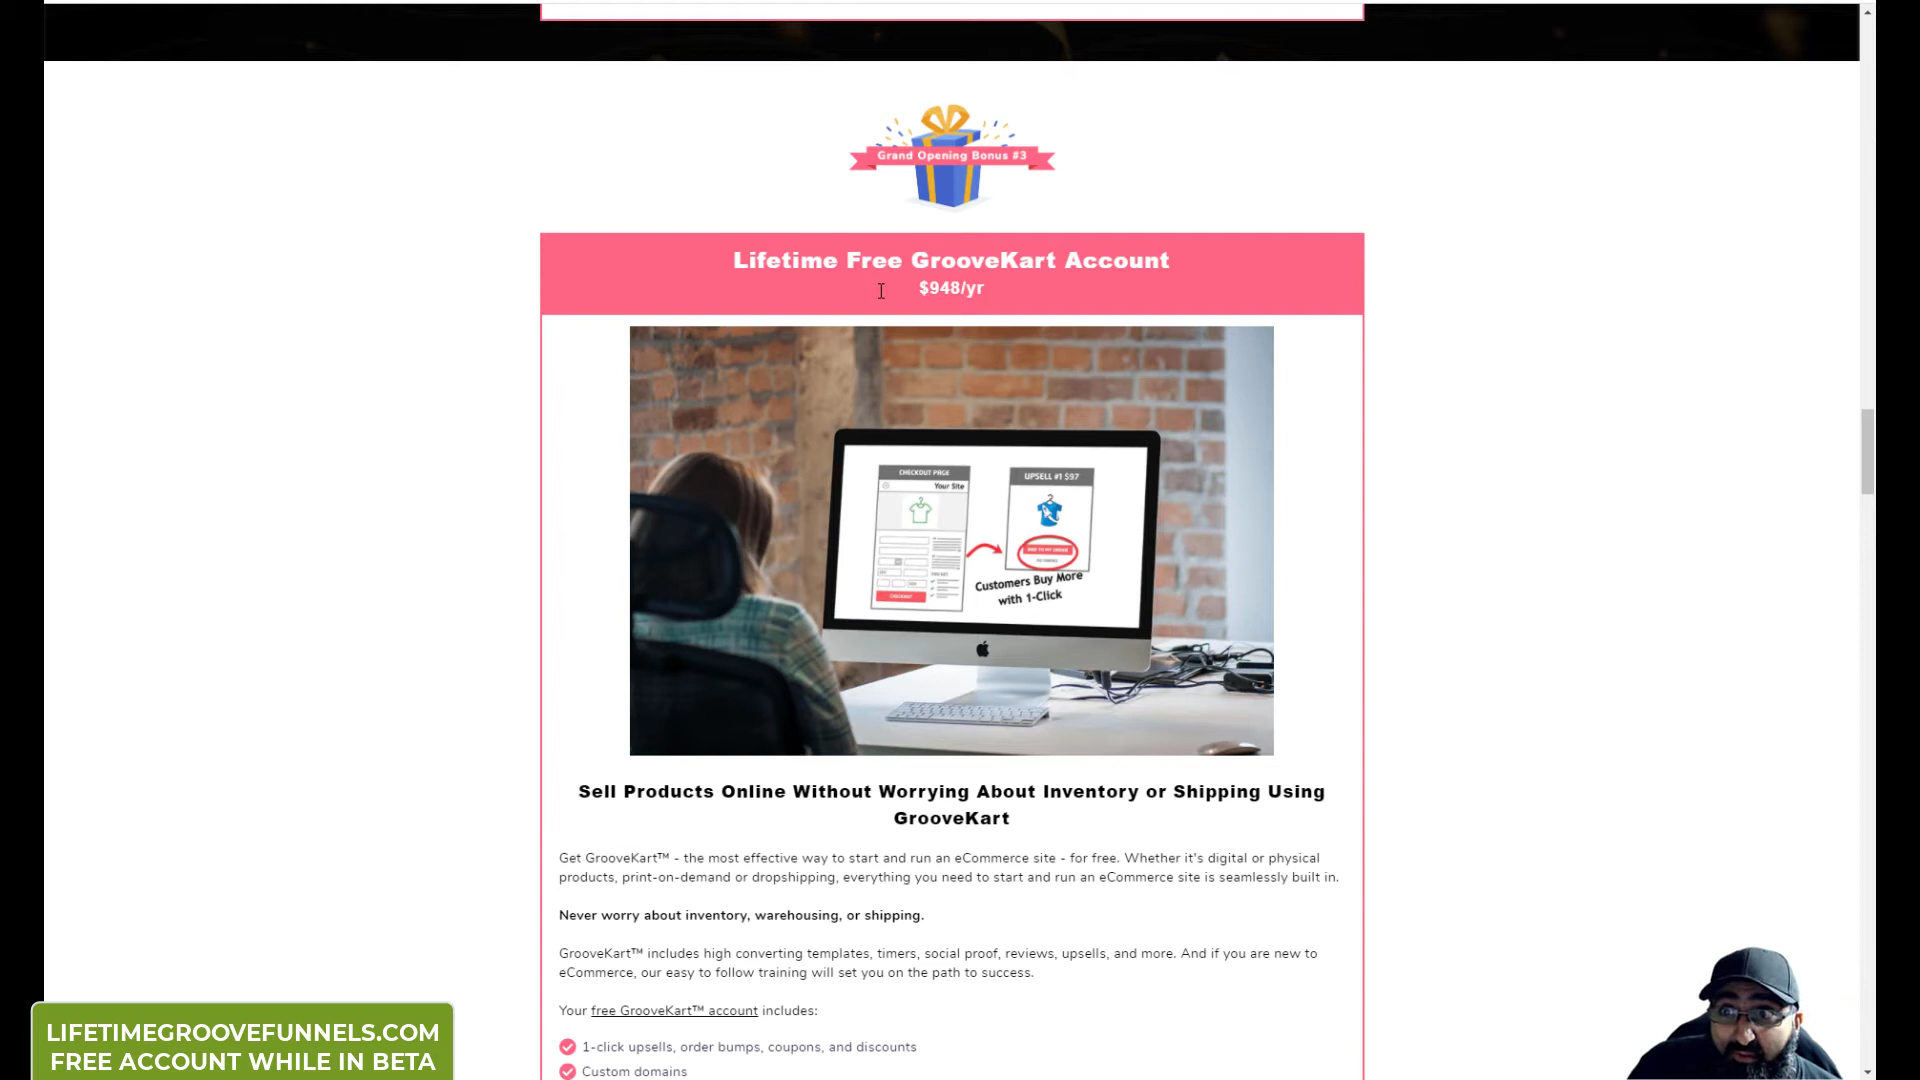 Grand Opening Bonus #3
Lifetime Free GrooveKart Account
$948/yr
CHECKOUT PAGE
Your Site
UPSELL #1 $97
ADD TO MY ORDER
Customers Buy More
with 1-Click
CHECKOUT
Sell Products Online Without Worrying About Inventory or Shipping Using
GrooveKart
Get GrooveKart™ - the most effective way to start and run an eCommerce site - for free. Whether it's digital or physical
products, print-on-demand or dropshipping, everything you need to start and run an eCommerce site is seamlessly built in.
Never worry about inventory, warehousing, or shipping.
GrooveKart™ includes high converting templates, timers, social proof, reviews, upsells, and more. And if you are new to
eCommerce, our easy to follow training will set you on the path to success.
Your free GrooveKart™ account includes:
1-click upsells, order bumps, coupons, and discounts
Custom domains
LIFETIMEGROOVEFUNNELS.COM
FREE ACCOUNT WHILE IN BETA